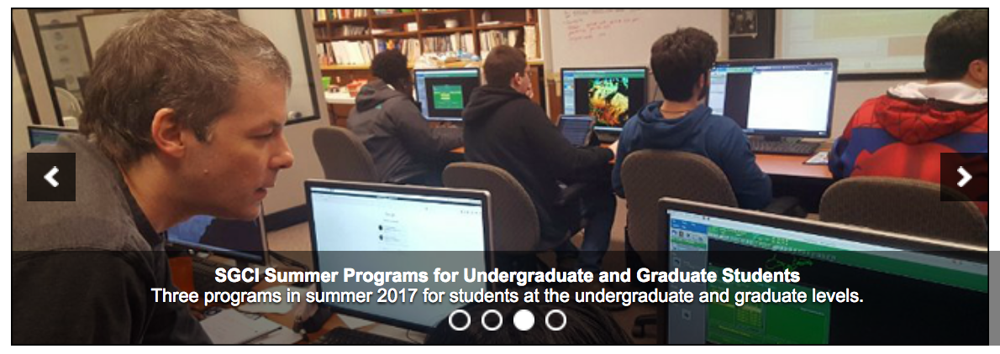 SGCI Summer Programs for Undergraduate and Graduate Students
Three programs in summer 2017 for students at the undergraduate and graduate levels.